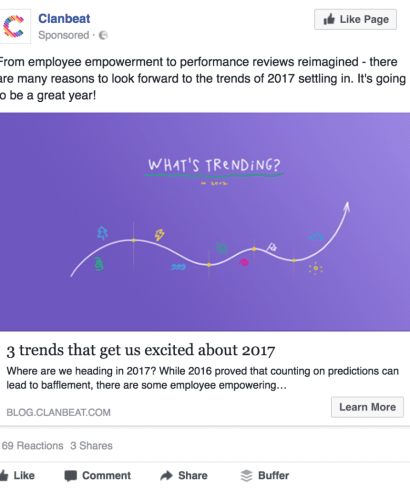 Clanbeat
Like Page
Sponsored ·
From employee empowerment to performance reviews reimagined - there
are many reasons to look forward to the trends of 2017 settling in. It's going
to be a great year!
WHAT'S TRENDING?
3 trends that get us excited about 2017
Where are we heading in 2017? While 2016 proved that counting on predictions can
lead to bafflement, there are some employee empowering...
Learn More
BLOG.CLANBEAT.COM
69 Reactions 3 Shares
Like Comment Share Buffer